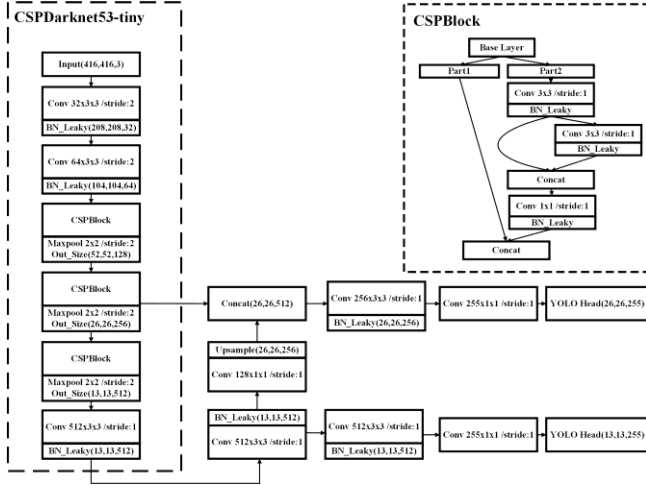 CSPDarknet53-tiny
Input(416,416,3)
Conv 32x3x3 /stride:2
BN_Leaky(208,208,32)
Conv 64x3x3 /stride:2
BN_Leaky(104,104,64)
CSPBlock
Maxpool 2x2 /stride:2
Out_Size(52,52,128)
CSPBlock
Maxpool 2x2 /stride:2
Out_Size(26,26,256)
CSPBlock
Maxpool 2x2 /stride:2
Out_Size(13,13,512)
Conv 512x3x3 /stride:1
BN_Leaky(13,13,512)
CSPBlock
Base Layer
Part1
Part2
Conv 3x3 /stride:1
BN_Leaky
Conv 3x3 /stride:1
BN_Leaky
Concat
Conv 1x1 /stride:1
BN_Leaky
Concat
Concat(26,26,512)
Conv 256x3x3 /stride:1
BN_Leaky(26,26,256)
Conv 255x1x1 /stride:1
YOLO Head(26,26,255)
Upsample(26,26,256)
Conv 128x1x1 /stride:1
BN_Leaky(13,13,512)
Conv 512x3x3 /stride:1
Conv 512x3x3 /stride:1
BN_Leaky(13,13,512)
Conv 255x1x1 /stride:1
YOLO Head(13,13,255)